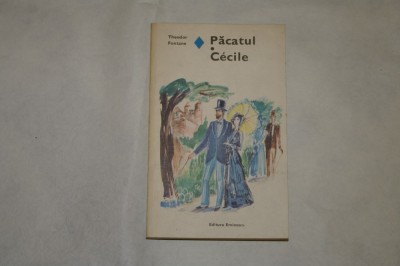 Theodor
Fontane
Păcatul
Cécile
Editura Eminescu